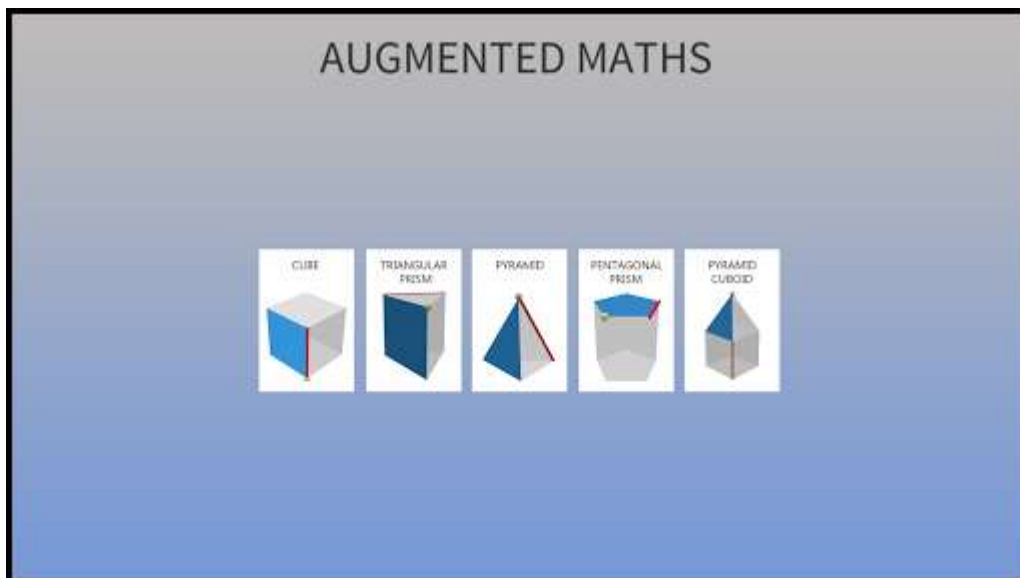 AUGMENTED MATHS
CUBE
TRIANGULAR
PRISM
PYRAMID
PENTAGONAL
PRISM
PYRAMID
CUBOID